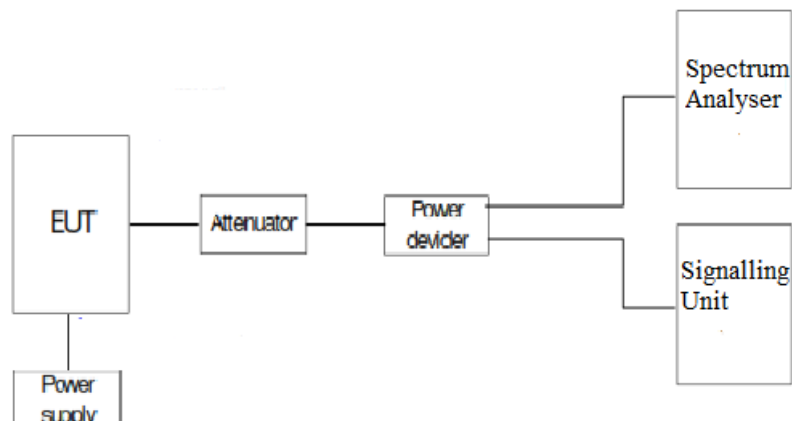 Spectrum
Analyser
EUT
Attenuator
Power
devider
Signalling
Unit
Power
supply